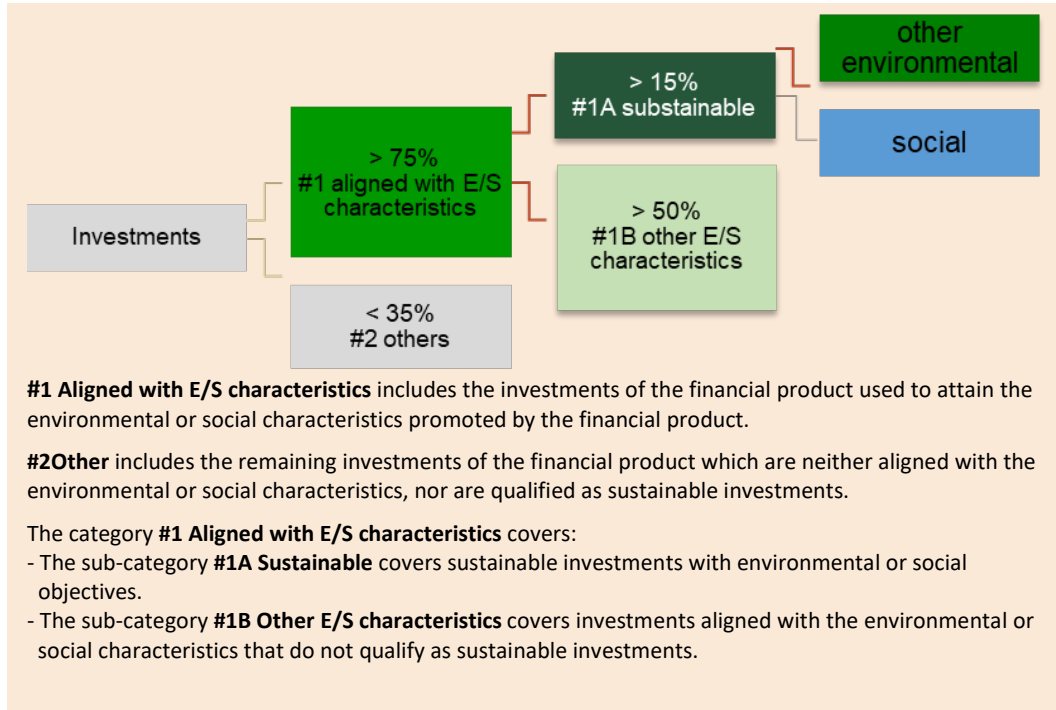 other
environmental
> 15%
#1A substainable
social
> 75%
#1 aligned with E/S
characteristics
> 50%
#1B other E/S
characteristics
Investments
< 35%
#2 others
#1 Aligned with E/S characteristics includes the investments of the financial product used to attain the
environmental or social characteristics promoted by the financial product.
#2Other includes the remaining investments of the financial product which are neither aligned with the
environmental or social characteristics, nor are qualified as sustainable investments.
The category #1 Aligned with E/S characteristics covers:
- The sub-category #1A Sustainable covers sustainable investments with environmental or social
objectives.
- The sub-category #1B Other E/S characteristics covers investments aligned with the environmental or
social characteristics that do not qualify as sustainable investments.